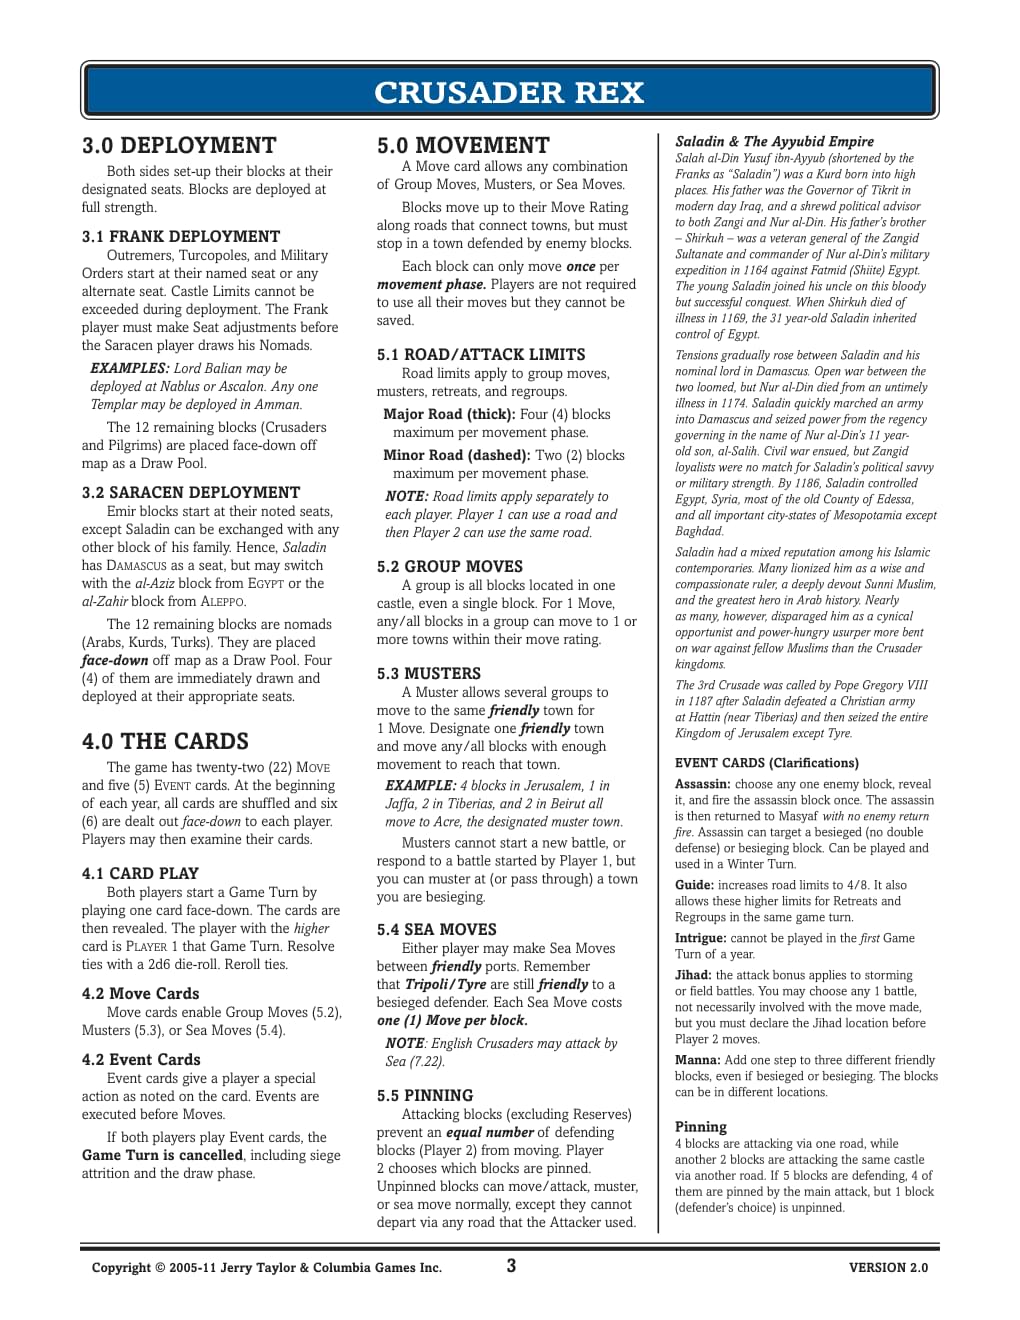 CRUSADER REX
3.0 DEPLOYMENT
Both sides set-up their blocks at their
designated seats. Blocks are deployed at
full strength.
3.1 FRANK DEPLOYMENT
Outremers, Turcopoles, and Military
Orders start at their named seat or any
alternate seat. Castle Limits cannot be
exceeded during deployment. The Frank
player must make Seat adjustments before
the Saracen player draws his Nomads.
EXAMPLES: Lord Balian may be
deployed at Nablus or Ascalon. Any one
Templar may be deployed in Amman.
The 12 remaining blocks (Crusaders
and Pilgrims) are placed face-down off
map as a Draw Pool.
3.2 SARACEN DEPLOYMENT
Emir blocks start at their noted seats,
except Saladin can be exchanged with any
other block of his family. Hence, Saladin
has DAMASCUS as a seat, but may switch
with the al-Aziz block from EGYPT or the
al-Zahir block from ALEPPO.
The 12 remaining blocks are nomads
(Arabs, Kurds, Turks). They are placed
face-down off map as a Draw Pool. Four
(4) of them are immediately drawn and
deployed at their appropriate seats.
4.0 THE CARDS
The game has twenty-two (22) MOVE
and five (5) EVENT cards. At the beginning
of each year, all cards are shuffled and six
(6) are dealt out face-down to each player.
Players may then examine their cards.
4.1 CARD PLAY
Both players start a Game Turn by
playing one card face-down. The cards are
then revealed. The player with the higher
card is PLAYER 1 that Game Turn. Resolve
ties with a 2d6 die-roll. Reroll ties.
4.2 Move Cards
Move cards enable Group Moves (5.2),
Musters (5.3), or Sea Moves (5.4).
4.2 Event Cards
Event cards give a player a special
action as noted on the card. Events are
executed before Moves.
If both players play Event cards, the
Game Turn is cancelled, including siege
attrition and the draw phase.
5.0 MOVEMENT
A Move card allows any combination
of Group Moves, Musters, or Sea Moves.
Blocks move up to their Move Rating
along roads that connect towns, but must
stop in a town defended by enemy blocks.
Each block can only move once per
movement phase. Players are not required
to use all their moves but they cannot be
saved.
5.1 ROAD/ATTACK LIMITS
Road limits apply to group moves,
musters, retreats, and regroups.
Major Road (thick): Four (4) blocks
maximum per movement phase.
Minor Road (dashed): Two (2) blocks
maximum per movement phase.
NOTE: Road limits apply separately to
each player. Player 1 can use a road and
then Player 2 can use the same road.
5.2 GROUP MOVES
A group is all blocks located in one
castle, even a single block. For 1 Move,
any/all blocks in a group can move to 1 or
more towns within their move rating.
5.3 MUSTERS
A Muster allows several groups to
move to the same friendly town for
1 Move. Designate one friendly town
and move any/all blocks with enough
movement to reach that town.
EXAMPLE: 4 blocks in Jerusalem, 1 in
Jaffa, 2 in Tiberias, and 2 in Beirut all
move to Acre, the designated muster town.
Musters cannot start a new battle, or
respond to a battle started by Player 1, but
you can muster at (or pass through) a town
you are besieging.
5.4 SEA MOVES
Either player may make Sea Moves
between friendly ports. Remember
that Tripoli/Tyre are still friendly to a
besieged defender. Each Sea Move costs
one (1) Move per block.
NOTE: English Crusaders may attack by
Sea (7.22).
5.5 PINNING
Attacking blocks (excluding Reserves)
prevent an equal number of defending
blocks (Player 2) from moving. Player
2 chooses which blocks are pinned.
Unpinned blocks can move/attack, muster,
or sea move normally, except they cannot
depart via any road that the Attacker used.
Saladin & The Ayyubid Empire
Salah al-Din Yusuf ibn-Ayyub (shortened by the
Franks as “Saladin”) was a Kurd born into high
places. His father was the Governor of Tikrit in
modern day Iraq, and a shrewd political advisor
to both Zangi and Nur al-Din. His father's brother
– Shirkuh – was a veteran general of the Zangid
Sultanate and commander of Nur al-Din's military
expedition in 1164 against Fatmid (Shiite) Egypt.
The young Saladin joined his uncle on this bloody
but successful conquest. When Shirkuh died of
illness in 1169, the 31 year-old Saladin inherited
control of Egypt.
Tensions gradually rose between Saladin and his
nominal lord in Damascus. Open war between the
two loomed, but Nur al-Din died from an untimely
illness in 1174. Saladin quickly marched an army
into Damascus and seized power from the regency
governing in the name of Nur al-Din's 11 year-
old son, al-Salih. Civil war ensued, but Zangid
loyalists were no match for Saladin's political savvy
or military strength. By 1186, Saladin controlled
Egypt, Syria, most of the old County of Edessa,
and all important city-states of Mesopotamia except
Baghdad.
Saladin had a mixed reputation among his Islamic
contemporaries. Many lionized him as a wise and
compassionate ruler, a deeply devout Sunni Muslim,
and the greatest hero in Arab history. Nearly
as many, however, disparaged him as a cynical
opportunist and power-hungry usurper more bent
on war against fellow Muslims than the Crusader
kingdoms.
The 3rd Crusade was called by Pope Gregory VIII
in 1187 after Saladin defeated a Christian army
at Hattin (near Tiberias) and then seized the entire
Kingdom of Jerusalem except Tyre.
EVENT CARDS (Clarifications)
Assassin: choose any one enemy block, reveal
it, and fire the assassin block once. The assassin
is then returned to Masyaf with no enemy return
fire. Assassin can target a besieged (no double
defense) or besieging block. Can be played and
used in a Winter Turn.
Guide: increases road limits to 4/8. It also
allows these higher limits for Retreats and
Regroups in the same game turn.
Intrigue: cannot be played in the first Game
Turn of a year.
Jihad: the attack bonus applies to storming
or field battles. You may choose any 1 battle,
not necessarily involved with the move made,
but you must declare the Jihad location before
Player 2 moves.
Manna: Add one step to three different friendly
blocks, even if besieged or besieging. The blocks
can be in different locations.
Pinning
4 blocks are attacking via one road, while
another 2 blocks are attacking the same castle
via another road. If 5 blocks are defending, 4 of
them are pinned by the main attack, but 1 block
(defender's choice) is unpinned.
Copyright © 2005-11 Jerry Taylor & Columbia Games Inc.
3
VERSION 2.0